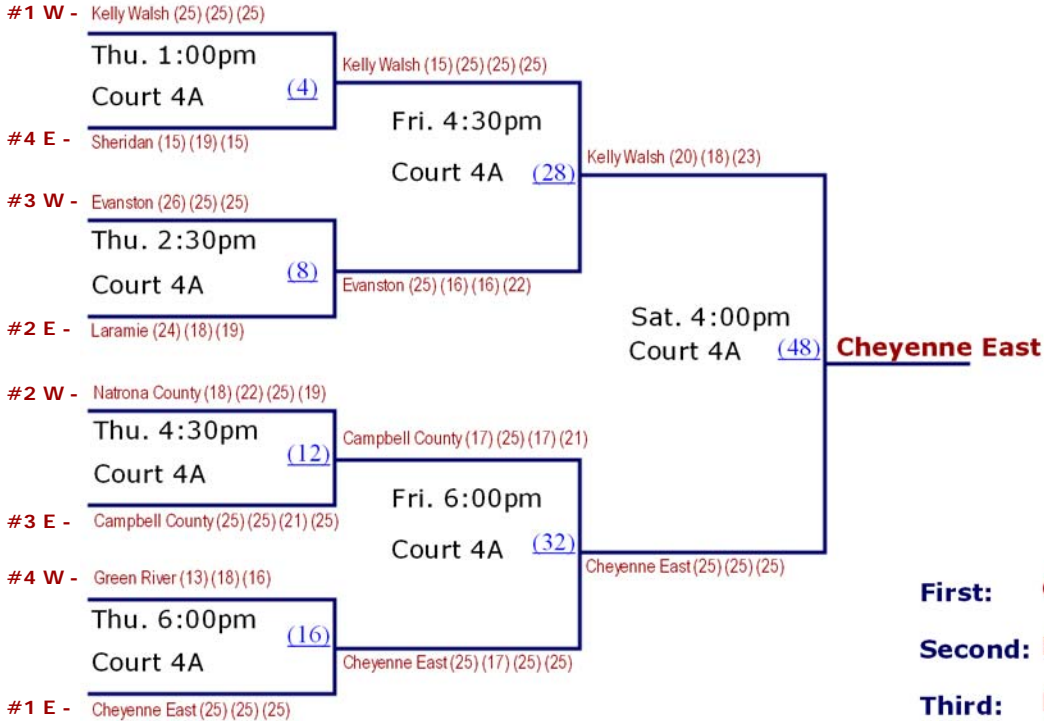 #1 W - Kelly Walsh (25) (25) (25)
Thu. 1:00pm
Court 4A (4)
#4 E - Sheridan (15) (19) (15)
Kelly Walsh (15) (25) (25) (25)
Fri. 4:30pm
Court 4A (28)
#3 W - Evanston (26) (25) (25)
Thu. 2:30pm
Court 4A (8)
#2 E - Laramie (24) (18) (19)
Evanston (25) (16) (16) (22)
Kelly Walsh (20) (18) (23)
Sat. 4:00pm
Court 4A (48)
Cheyenne East
#2 W - Natrona County (18) (22) (25) (19)
Thu. 4:30pm
Court 4A (12)
#3 E - Campbell County (25) (25) (21) (25)
Campbell County (17) (25) (17) (21)
Fri. 6:00pm
Court 4A (32)
#4 W - Green River (13) (18) (16)
Thu. 6:00pm
Court 4A (16)
#1 E - Cheyenne East (25) (25) (25)
Cheyenne East (25) (17) (25) (25)
Cheyenne East (25) (25) (25)
First:
Second:
Third: